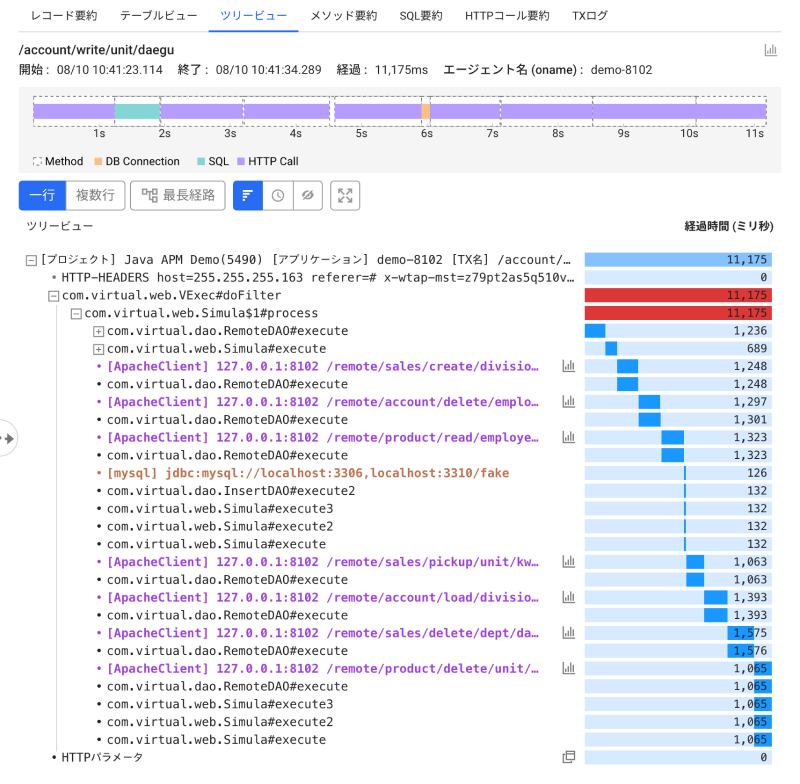 レコード要約 テーブルビュー ツリービュー メソッド要約 SQL要約 HTTPコール要約 TXログ
/account/write/unit/daegu
開始 : 08/10 10:41:23.114 終了 : 08/10 10:41:34.289 経過 : 11,175ms エージェント名 (oname) : demo-8102
1s 2s 3s 4s 5s 6s 7s 8s 9s 10s 11s
Method DB Connection SQL HTTP Call
一行 複数行 最長経路
ツリービュー 経過時間 (ミリ秒)
[プロジェクト] Java APM Demo(5490) [アプリケーション] demo-8102 [TX名] /account/… 11,175
HTTP-HEADERS host=255.255.255.163 referer=# x-wtap-mst=z79pt2as5q510v… 0
com.virtual.web.VExec#doFilter 11,175
com.virtual.web.Simula$1#process 11,175
com.virtual.dao.RemoteDAO#execute 1,236
com.virtual.web.Simula#execute 689
[ApacheClient] 127.0.0.1:8102 /remote/sales/create/divisio… 1,248
com.virtual.dao.RemoteDAO#execute 1,248
[ApacheClient] 127.0.0.1:8102 /remote/account/delete/emplo… 1,297
com.virtual.dao.RemoteDAO#execute 1,301
[ApacheClient] 127.0.0.1:8102 /remote/product/read/employe… 1,323
com.virtual.dao.RemoteDAO#execute 1,323
[mysql] jdbc:mysql://localhost:3306,localhost:3310/fake 126
com.virtual.dao.InsertDAO#execute2 132
com.virtual.web.Simula#execute3 132
com.virtual.web.Simula#execute2 132
com.virtual.web.Simula#execute 132
[ApacheClient] 127.0.0.1:8102 /remote/sales/pickup/unit/kw… 1,063
com.virtual.dao.RemoteDAO#execute 1,063
[ApacheClient] 127.0.0.1:8102 /remote/account/load/divisio… 1,393
com.virtual.dao.RemoteDAO#execute 1,393
[ApacheClient] 127.0.0.1:8102 /remote/sales/delete/dept/da… 1,575
com.virtual.dao.RemoteDAO#execute 1,576
[ApacheClient] 127.0.0.1:8102 /remote/product/delete/unit/… 1,065
com.virtual.dao.RemoteDAO#execute 1,065
com.virtual.web.Simula#execute3 1,065
com.virtual.web.Simula#execute2 1,065
com.virtual.web.Simula#execute 1,065
HTTPパラメータ 0